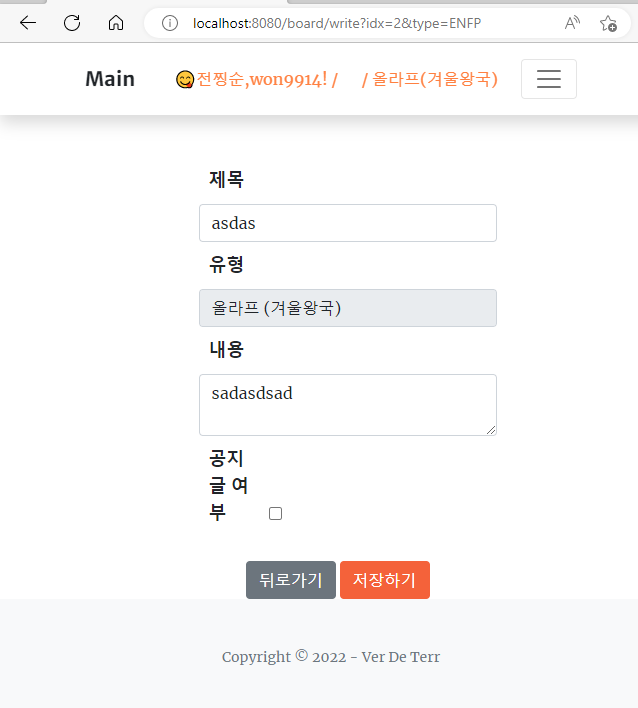 localhost:8080/board/write?idx=2&type=ENFP
Main 😋전찡순,won9914! / / 올라프(겨울왕국)
제목
asdas
유형
올라프 (겨울왕국)
내용
sadasdsad
공지
글 여
부
뒤로가기 저장하기
Copyright © 2022 - Ver De Terr